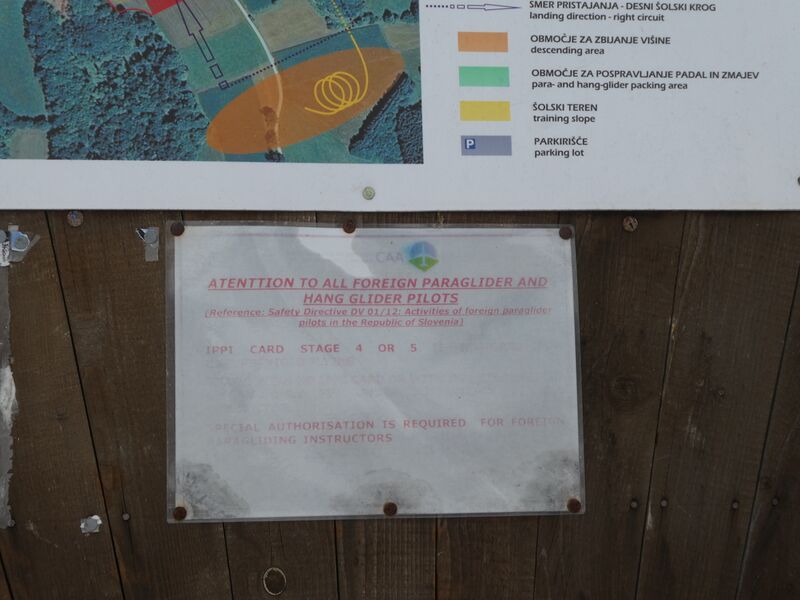 SMER PRISTAJANJA - DESNI ŠOLSKI KROG
landing direction - right circuit
OBMOČJE ZA ZBIJANJE VIŠINE
descending area
OBMOČJE ZA POSPRAVLJANJE PADAL IN ZMAJEV
para- and hang-glider packing area
ŠOLSKI TEREN
training slope
P
PARKIRIŠČE
parking lot
CAA
ATENTTION TO ALL FOREIGN PARAGLIDER AND
HANG GLIDER PILOTS
(Reference: Safety Directive DV 01/12: Activities of foreign paraglider
pilots in the Republic of Slovenia)
IPPI CARD STAGE 4 OR 5
SPECIAL AUTHORISATION IS REQUIRED FOR FOREIGN
PARAGLIDING INSTRUCTORS